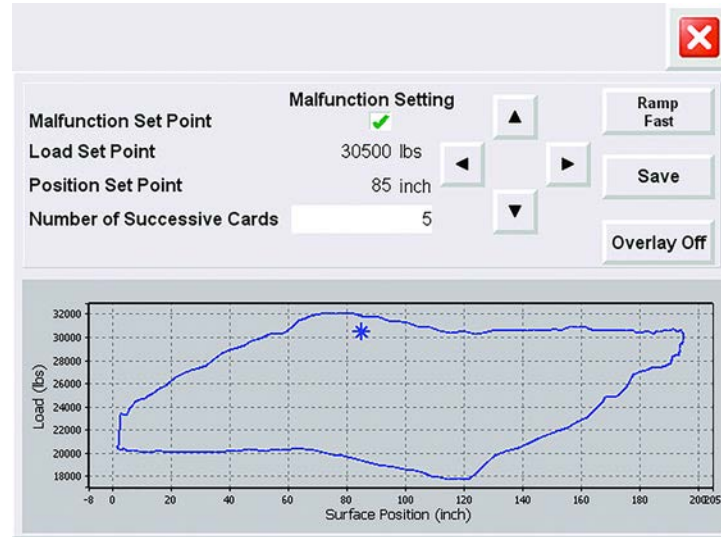 Malfunction Setting
Malfunction Set Point
Load Set Point 30500 lbs
Position Set Point 85 inch
Number of Successive Cards 5
Ramp
Fast
Save
Overlay Off
Load (lbs)
32000
30000
28000
26000
24000
22000
20000
18000
-8 0 20 40 60 80 100 120 140 160 180 200 205
Surface Position (inch)